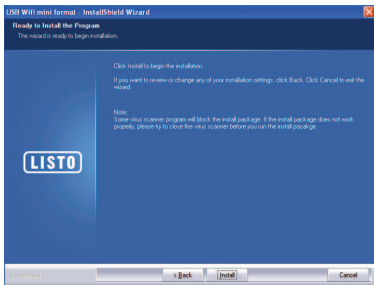 USB Wifi mini format - InstallShield Wizard
Ready to Install the Program
The wizard is ready to begin installation.
Click Install to begin the installation.
If you want to review or change any of your installation settings, click Back. Click Cancel to exit the
wizard.
Note:
Some virus scanner program will block the install package. If the install package does not work
properly, please try to close the virus scanner before you run the install pacakge.
LISTO
InstallShield
< Back
Install
Cancel